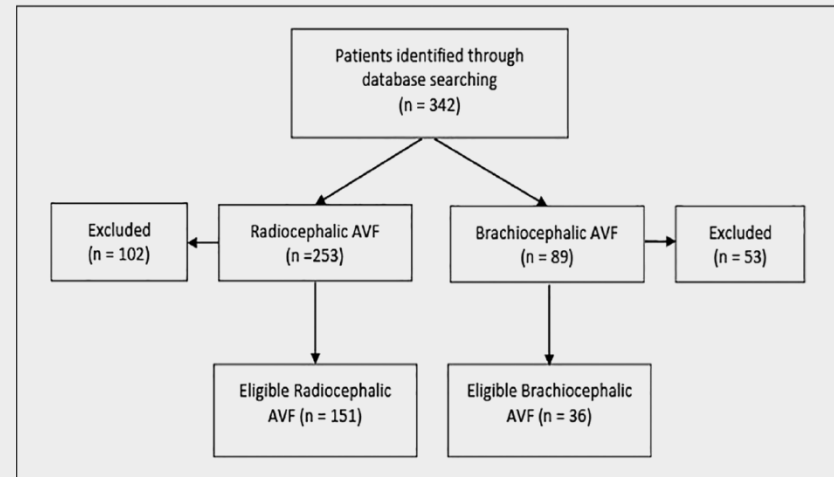 Patients identified through
database searching
(n = 342)
Excluded
(n = 102)
Radiocephalic AVF
(n =253)
Brachiocephalic AVF
(n = 89)
Excluded
(n = 53)
Eligible Radiocephalic
AVF (n = 151)
Eligible Brachiocephalic
AVF (n = 36)